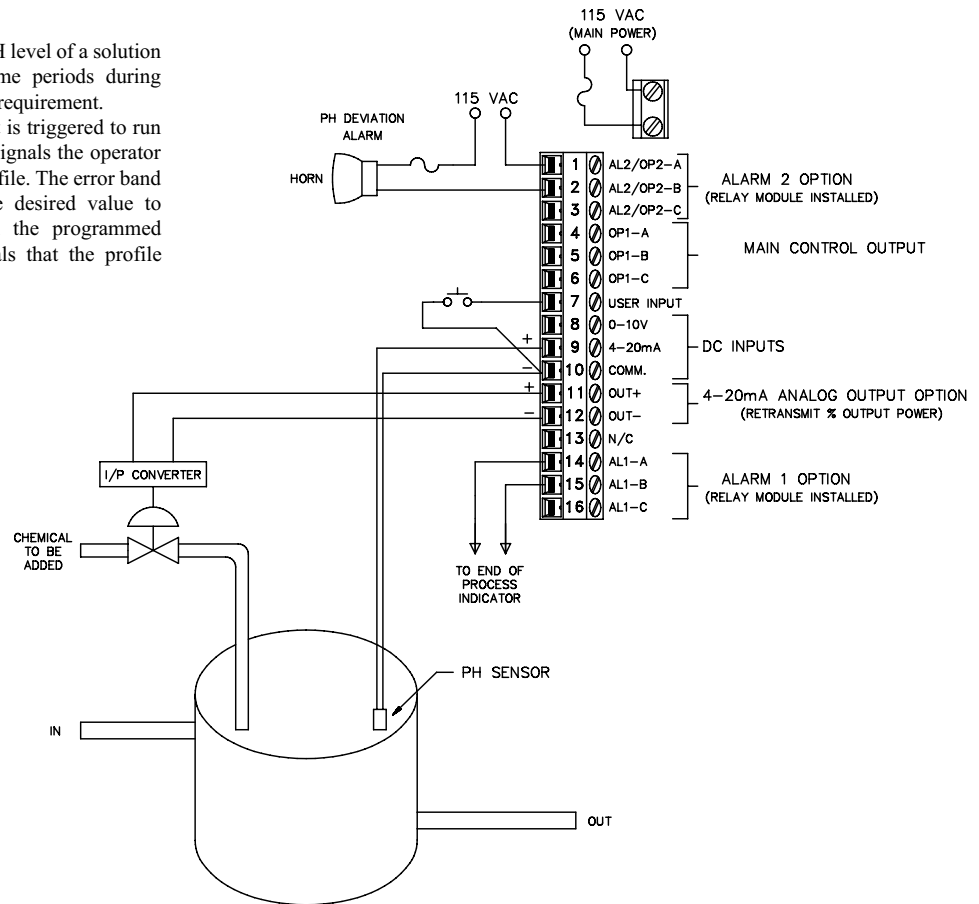 H level of a solution
me periods during
requirement.
t is triggered to run
ignals the operator
file. The error band
e desired value to
the programmed
als that the profile
115 VAC
(MAIN POWER)
115 VAC
PH DEVIATION
ALARM
HORN
1 AL2/OP2-A
2 AL2/OP2-B
3 AL2/OP2-C
ALARM 2 OPTION
(RELAY MODULE INSTALLED)
4 OP1-A
5 OP1-B
6 OP1-C
MAIN CONTROL OUTPUT
7 USER INPUT
8 0-10V
+ 9 4-20mA
- 10 COMM.
DC INPUTS
+ 11 OUT+
- 12 OUT-
4-20mA ANALOG OUTPUT OPTION
(RETRANSMIT % OUTPUT POWER)
13 N/C
14 AL1-A
15 AL1-B
16 AL1-C
ALARM 1 OPTION
(RELAY MODULE INSTALLED)
I/P CONVERTER
CHEMICAL
TO BE
ADDED
TO END OF
PROCESS
INDICATOR
PH SENSOR
IN
OUT